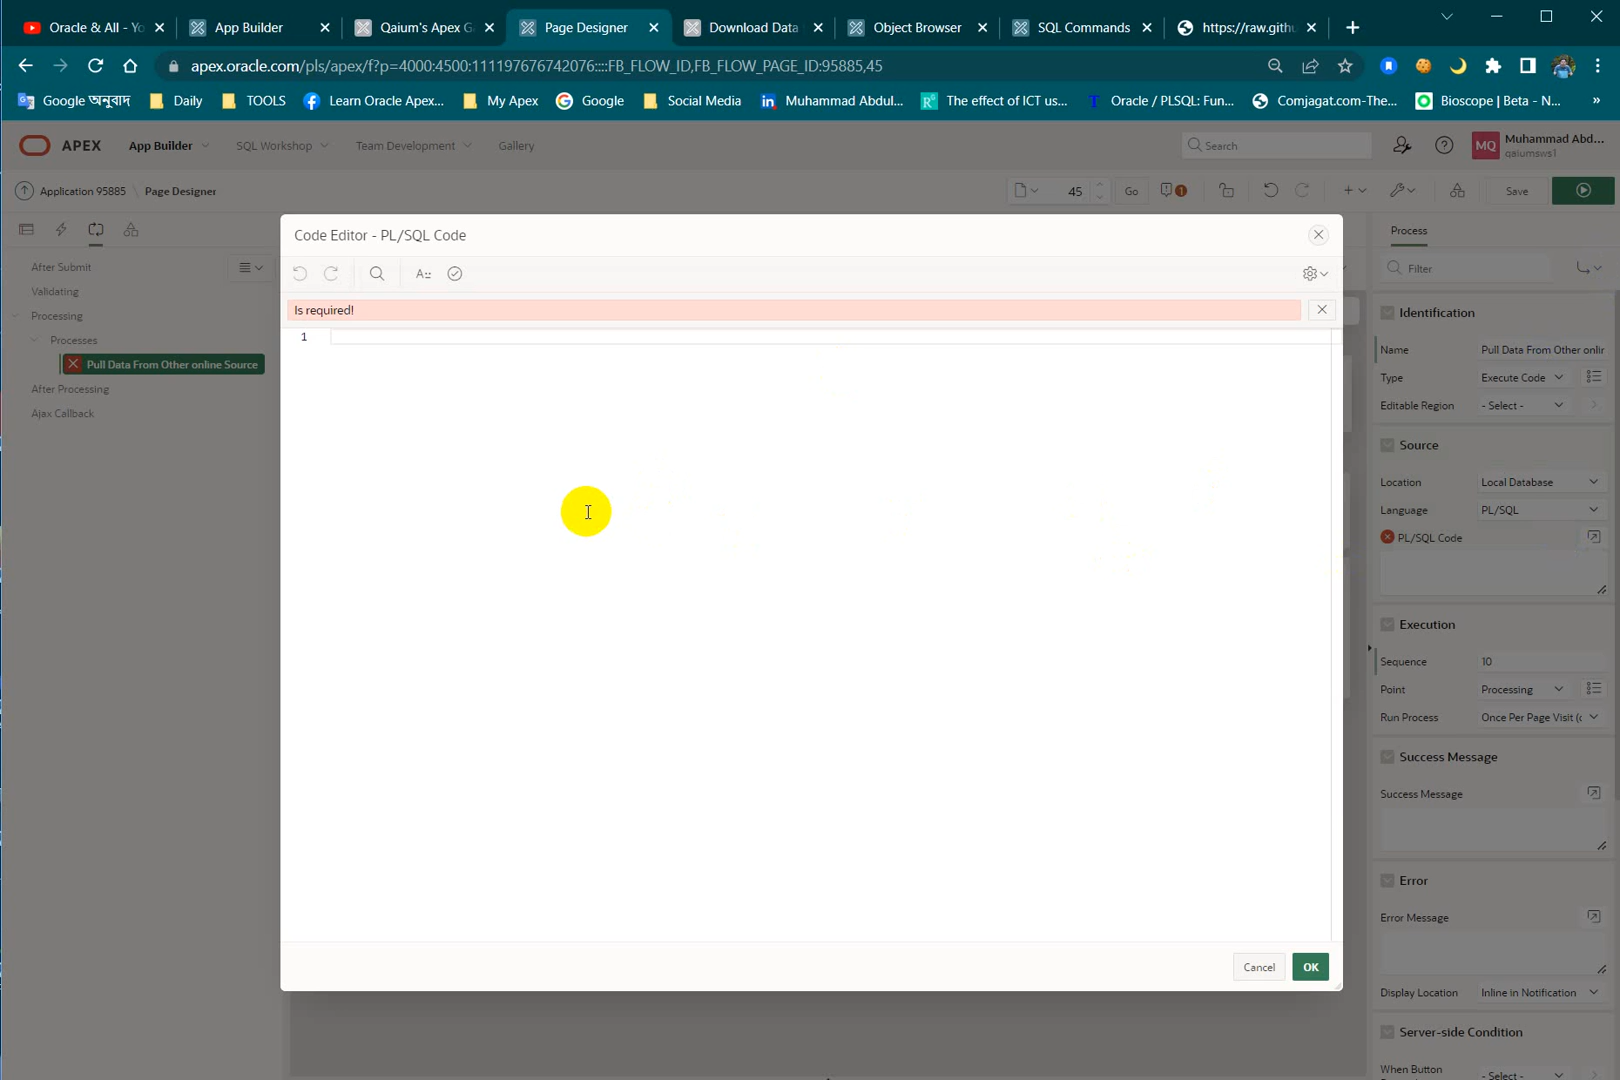 Oracle & All - Yo
App Builder
Qaium's Apex G
Page Designer
Download Data
Object Browser
SQL Commands
https://raw.githu
apex.oracle.com/pls/apex/f?p=4000:4500:111197676742076::::FB_FLOW_ID,FB_FLOW_PAGE_ID:95885,45
Google অনুবাদ
Daily
TOOLS
Learn Oracle Apex...
My Apex
Google
Social Media
Muhammad Abdul...
The effect of ICT us...
Oracle / PLSQL: Fun...
Comjagat.com-The...
Bioscope | Beta - N...
»
APEX
App Builder
SQL Workshop
Team Development
Gallery
Search
MQ
Muhammad Abd...
qaiumsws1
Application 95885 \ Page Designer
45
Go
1
Save
After Submit
Validating
Processing
Processes
Pull Data From Other online Source
After Processing
Ajax Callback
Code Editor - PL/SQL Code
Is required!
1
Cancel
OK
Process
Filter
Identification
Name
Pull Data From Other onlir
Type
Execute Code
Editable Region
- Select -
Source
Location
Local Database
Language
PL/SQL
PL/SQL Code
Execution
Sequence
10
Point
Processing
Run Process
Once Per Page Visit (c
Success Message
Success Message
Error
Error Message
Display Location
Inline in Notification
Server-side Condition
When Button
- Select -